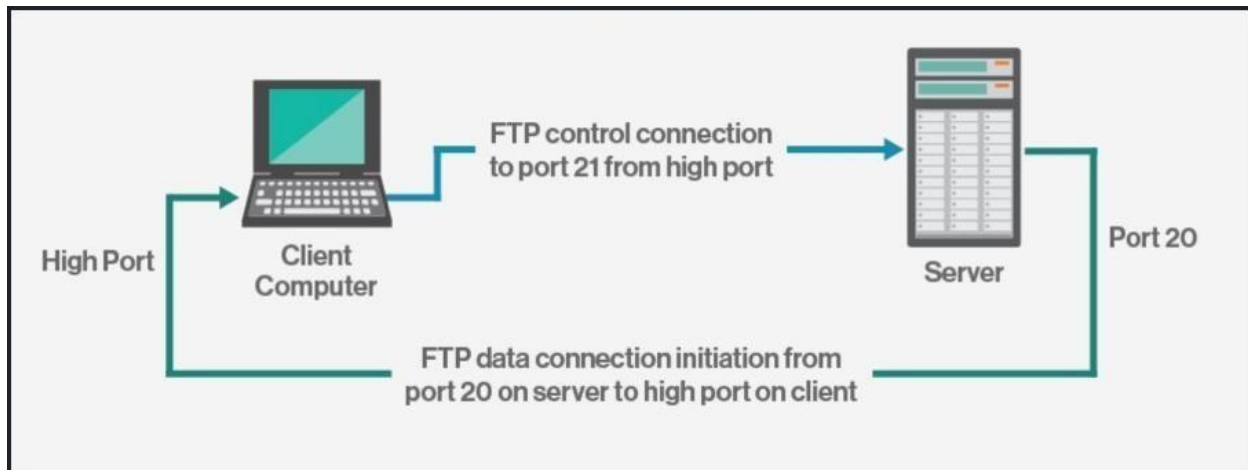 FTP control connection
to port 21 from high port
High Port
Client
Computer
Server
Port 20
FTP data connection initiation from
port 20 on server to high port on client